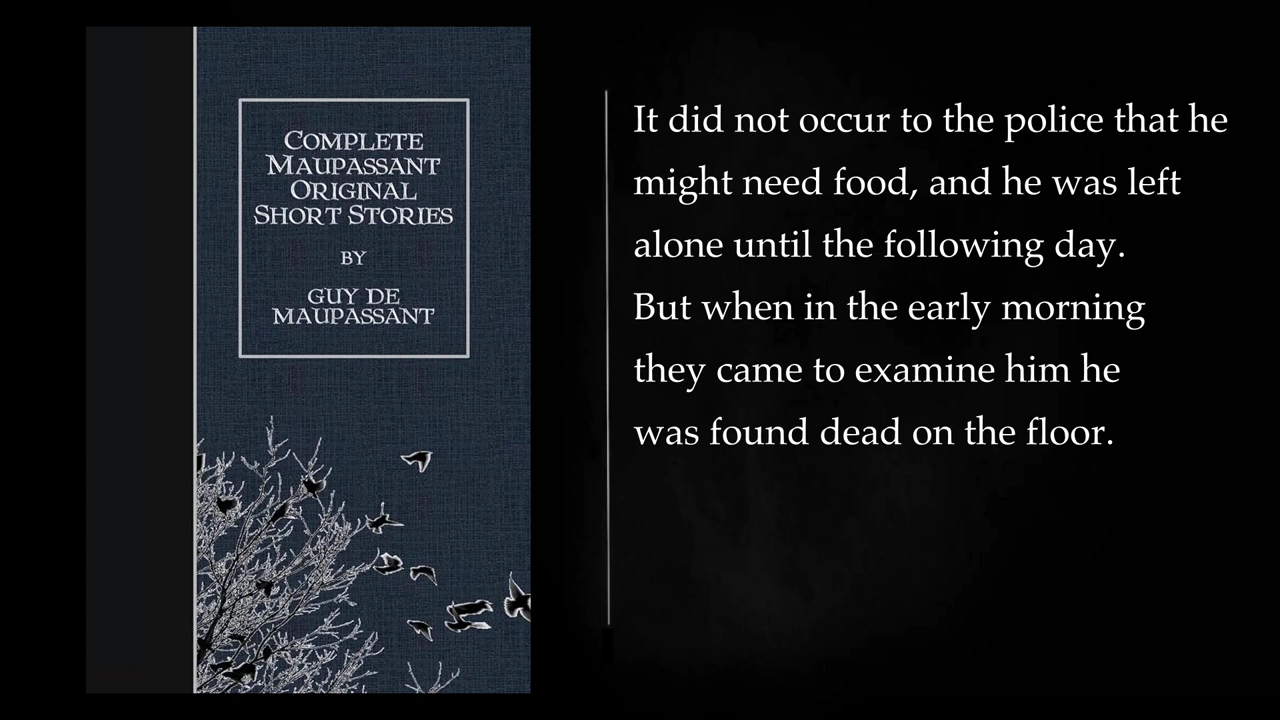 COMPLETE
MAUPASSANT
ORIGINAL
SHORT STORIES
BY
GUY DE
MAUPASSANT
It did not occur to the police that he
might need food, and he was left
alone until the following day.
But when in the early morning
they came to examine him he
was found dead on the floor.